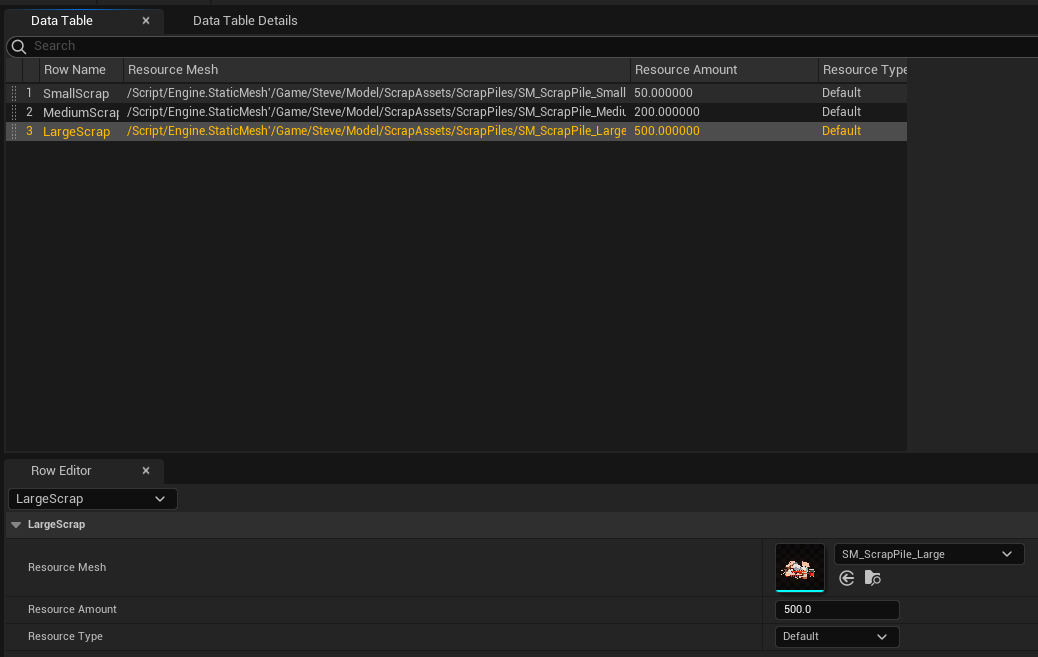 Data Table Data Table Details
Search
Row Name Resource Mesh Resource Amount Resource Type
1 SmallScrap /Script/Engine.StaticMesh'/Game/Steve/Model/ScrapAssets/ScrapPiles/SM_ScrapPile_Small 50.000000 Default
2 MediumScrap /Script/Engine.StaticMesh'/Game/Steve/Model/ScrapAssets/ScrapPiles/SM_ScrapPile_Mediu 200.000000 Default
3 LargeScrap /Script/Engine.StaticMesh'/Game/Steve/Model/ScrapAssets/ScrapPiles/SM_ScrapPile_Large 500.000000 Default
Row Editor
LargeScrap
LargeScrap
Resource Mesh SM_ScrapPile_Large
Resource Amount 500.0
Resource Type Default